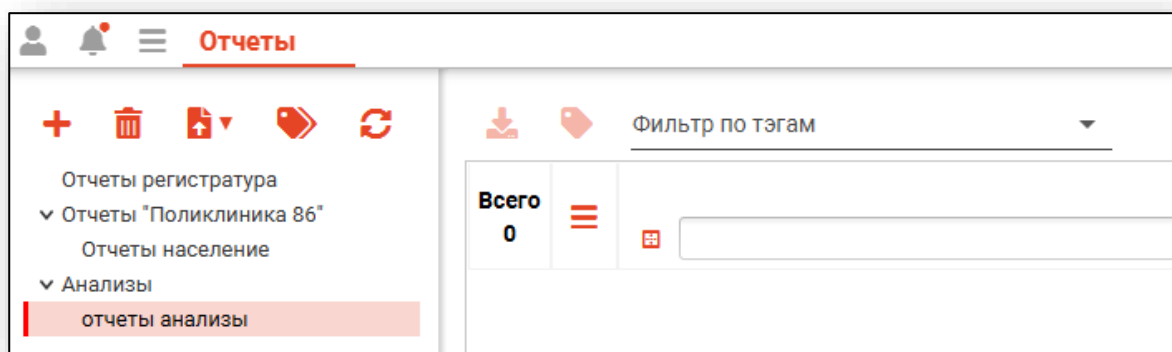 Отчеты
Фильтр по тэгам
Отчеты регистратура
Отчеты "Поликлиника 86"
Отчеты население
Анализы
отчеты анализы
Всего
0